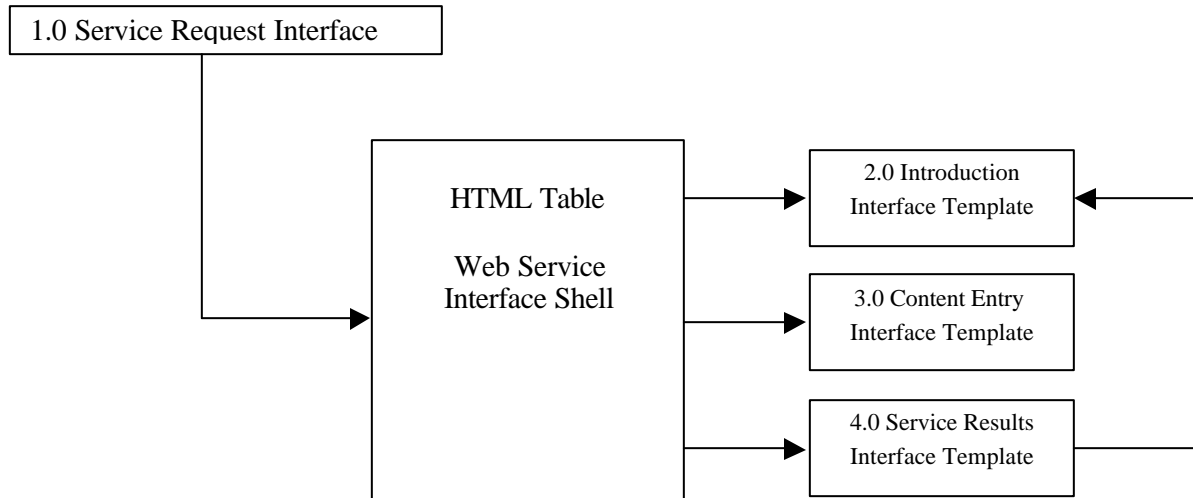 1.0 Service Request Interface
HTML Table
Web Service
Interface Shell
2.0 Introduction
Interface Template
3.0 Content Entry
Interface Template
4.0 Service Results
Interface Template